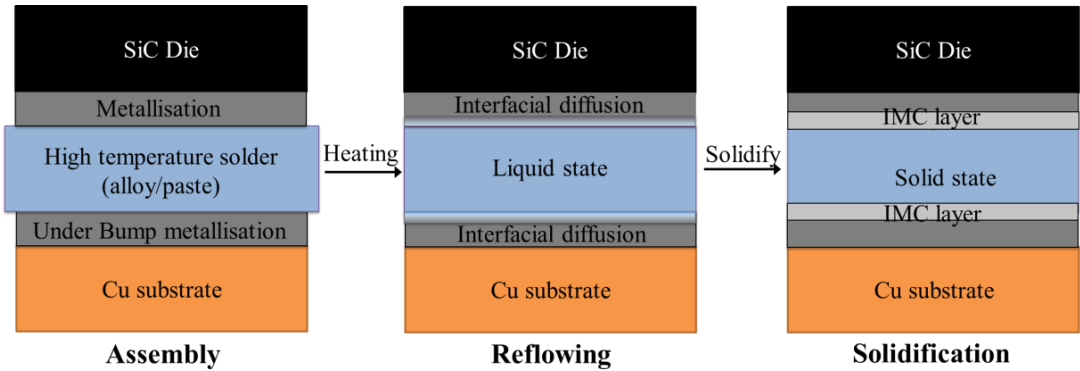 SiC Die
Metallisation
High temperature solder
(alloy/paste)
Under Bump metallisation
Cu substrate
Assembly
Heating
SiC Die
Interfacial diffusion
Liquid state
Interfacial diffusion
Cu substrate
Reflowing
Solidify
SiC Die
IMC layer
Solid state
IMC layer
Cu substrate
Solidification